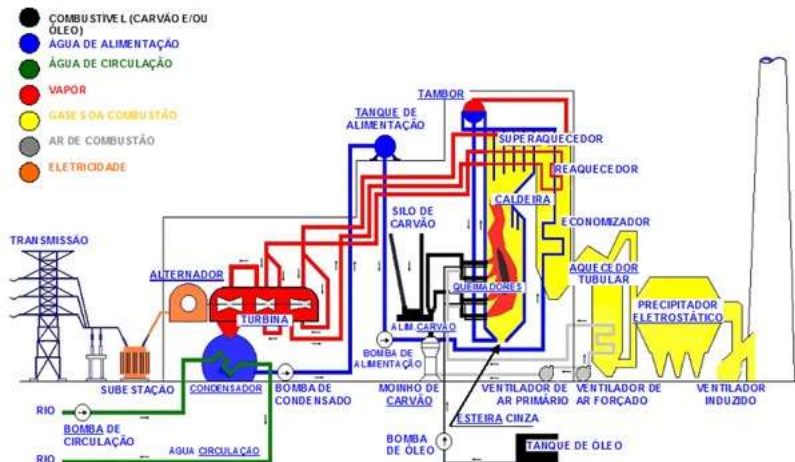 COMBUSTÍVEL (CARVÃO E/OU
ÓLEO)
ÁGUA DE ALIMENTAÇÃO
ÁGUA DE CIRCULAÇÃO
VAPOR
GASES DA COMBUSTÃO
AR DE COMBUSTÃO
ELETRICIDADE
TAMBOR
TANQUE DE
ALIMENTAÇÃO
SUPERAQUECEDOR
REAQUECEDOR
CALDEIRA
SILO DE
CARVÃO
ECONOMIZADOR
TRANSMISSÃO
ALTERNADOR
AQUECEDOR
TUBULAR
QUEIMADORES
PRECIPITADOR
ELETROSTÁTICO
TURBINA
ALIM.CARVÃO
BOMBA DE
ALIMENTAÇÃO
SUBESTAÇÃO
CONDENSADOR
BOMBA DE
CONDENSADO
MOINHO DE
CARVÃO
VENTILADOR DE
AR PRIMÁRIO
VENTILADOR DE
AR FORÇADO
VENTILADOR
INDUZIDO
RIO
BOMBA DE
CIRCULAÇÃO
ESTEIRA CINZA
RIO
ÁGUA CIRCULAÇÃO
BOMBA
DE ÓLEO
TANQUE DE ÓLEO